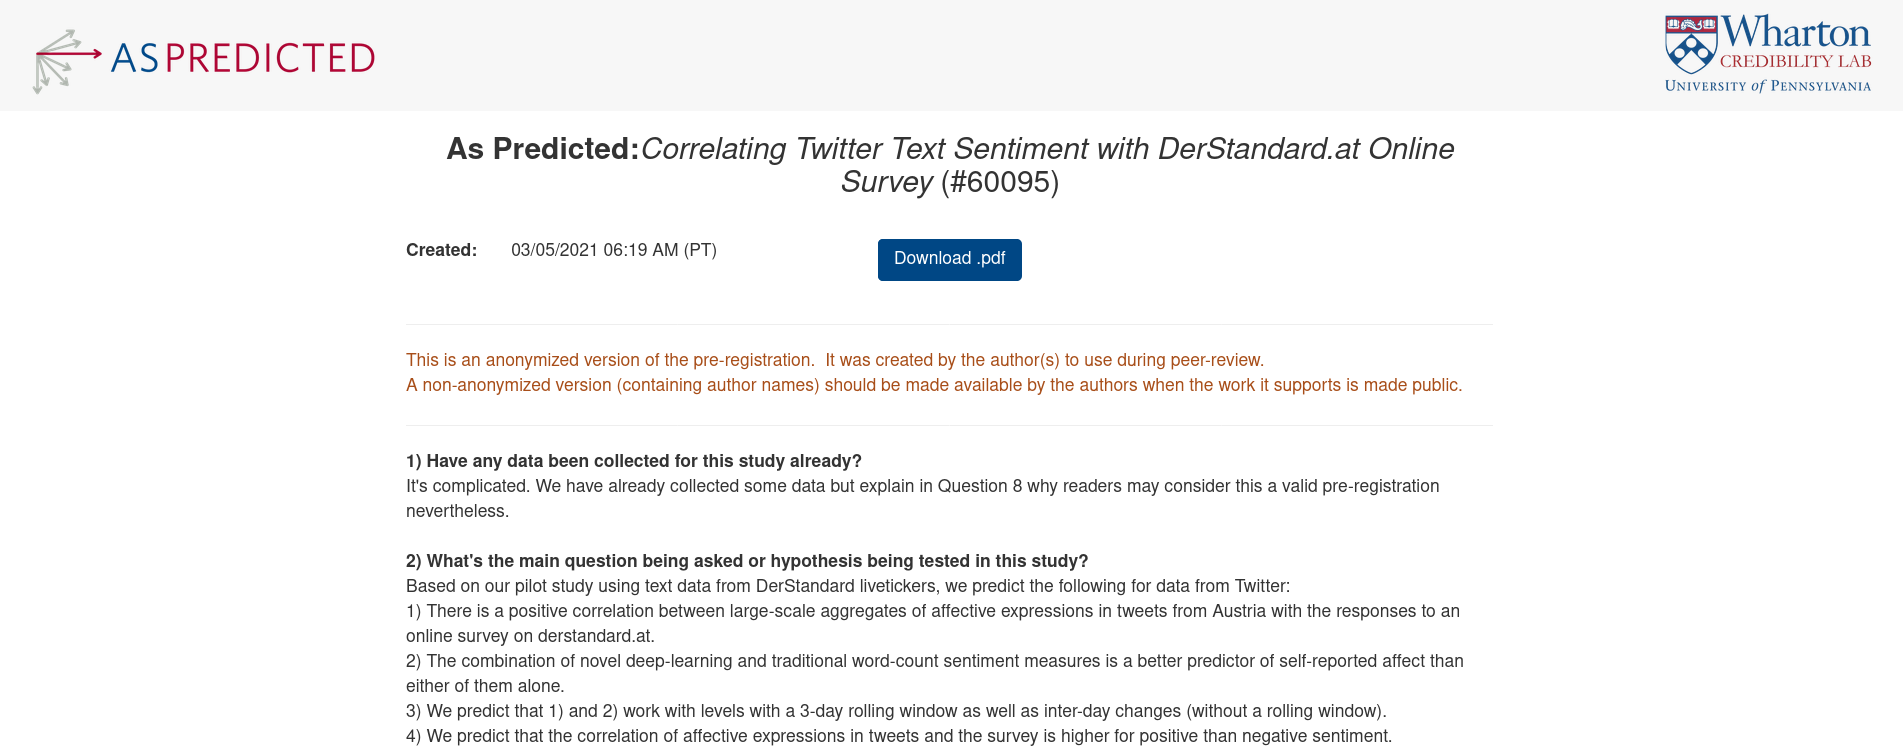 ASPREDICTED
Wharton
CREDIBILITY LAB
UNIVERSITY of PENNSYLVANIA
As Predicted:Correlating Twitter Text Sentiment with DerStandard.at Online
Survey (#60095)
Created: 03/05/2021 06:19 AM (PT)
Download .pdf
This is an anonymized version of the pre-registration.  It was created by the author(s) to use during peer-review.
A non-anonymized version (containing author names) should be made available by the authors when the work it supports is made public.
1) Have any data been collected for this study already?
It's complicated. We have already collected some data but explain in Question 8 why readers may consider this a valid pre-registration
nevertheless.
2) What's the main question being asked or hypothesis being tested in this study?
Based on our pilot study using text data from DerStandard livetickers, we predict the following for data from Twitter:
1) There is a positive correlation between large-scale aggregates of affective expressions in tweets from Austria with the responses to an
online survey on derstandard.at.
2) The combination of novel deep-learning and traditional word-count sentiment measures is a better predictor of self-reported affect than
either of them alone.
3) We predict that 1) and 2) work with levels with a 3-day rolling window as well as inter-day changes (without a rolling window).
4) We predict that the correlation of affective expressions in tweets and the survey is higher for positive than negative sentiment.